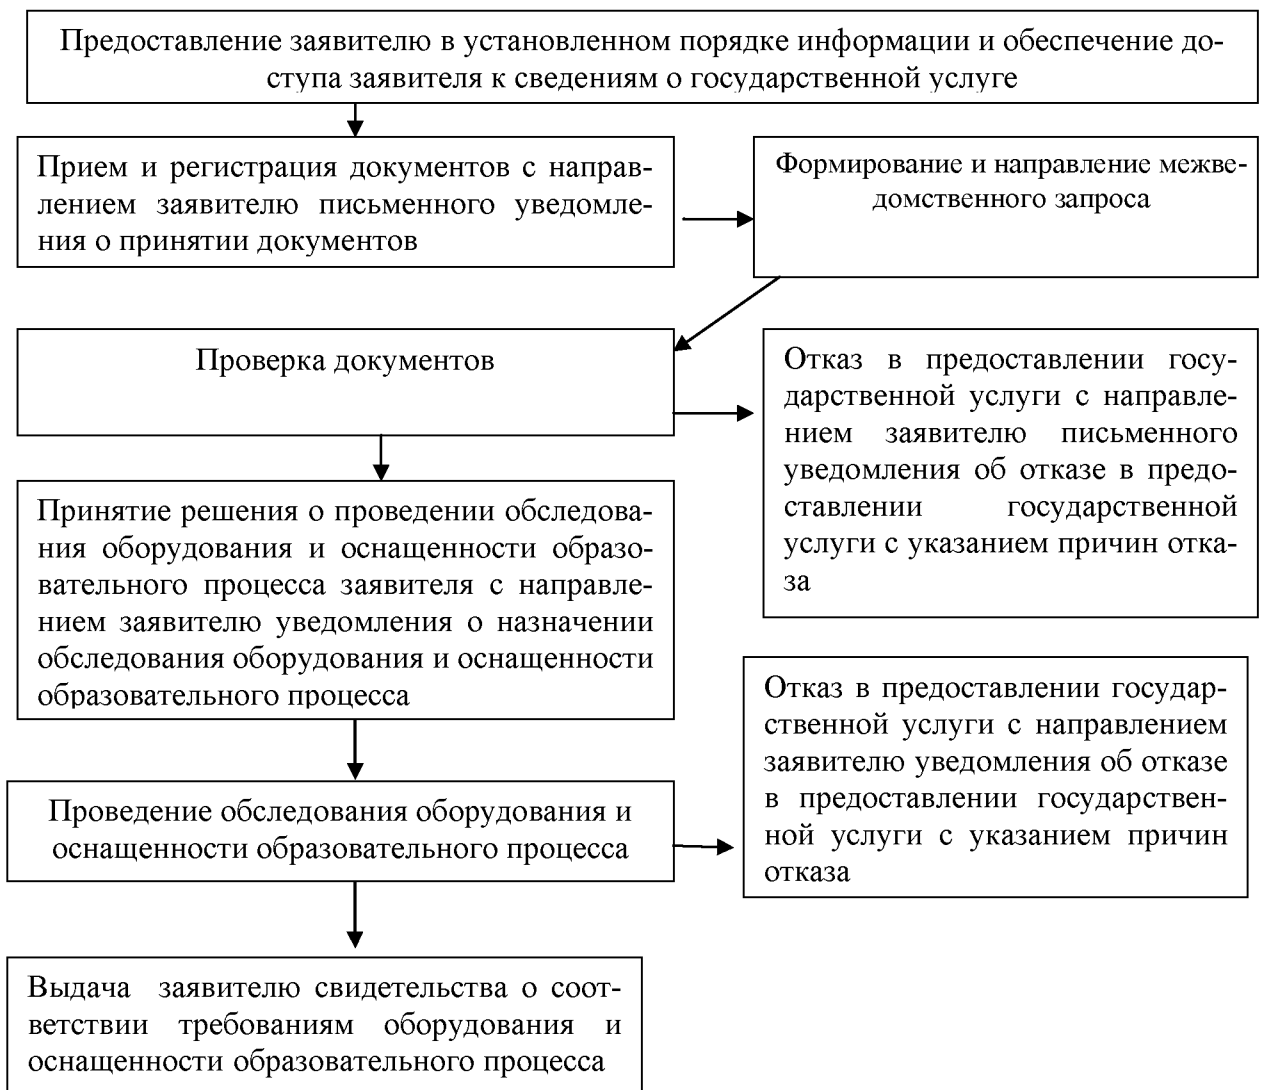 Предоставление заявителю в установленном порядке информации и обеспечение до-
ступа заявителя к сведениям о государственной услуге
Прием и регистрация документов с направ-
лением заявителю письменного уведомле-
ния о принятии документов
Формирование и направление межве-
домственного запроса
Проверка документов
Отказ в предоставлении госу-
дарственной услуги с направле-
нием заявителю письменного
уведомления об отказе в предо-
ставлении государственной
услуги с указанием причин отка-
за
Принятие решения о проведении обследова-
ния оборудования и оснащенности образо-
вательного процесса заявителя с направле-
нием заявителю уведомления о назначении
обследования оборудования и оснащенности
образовательного процесса
Отказ в предоставлении государ-
ственной услуги с направлением
заявителю уведомления об отказе
в предоставлении государствен-
ной услуги с указанием причин
отказа
Проведение обследования оборудования и
оснащенности образовательного процесса
Выдача заявителю свидетельства о соот-
ветствии требованиям оборудования и
оснащенности образовательного процесса